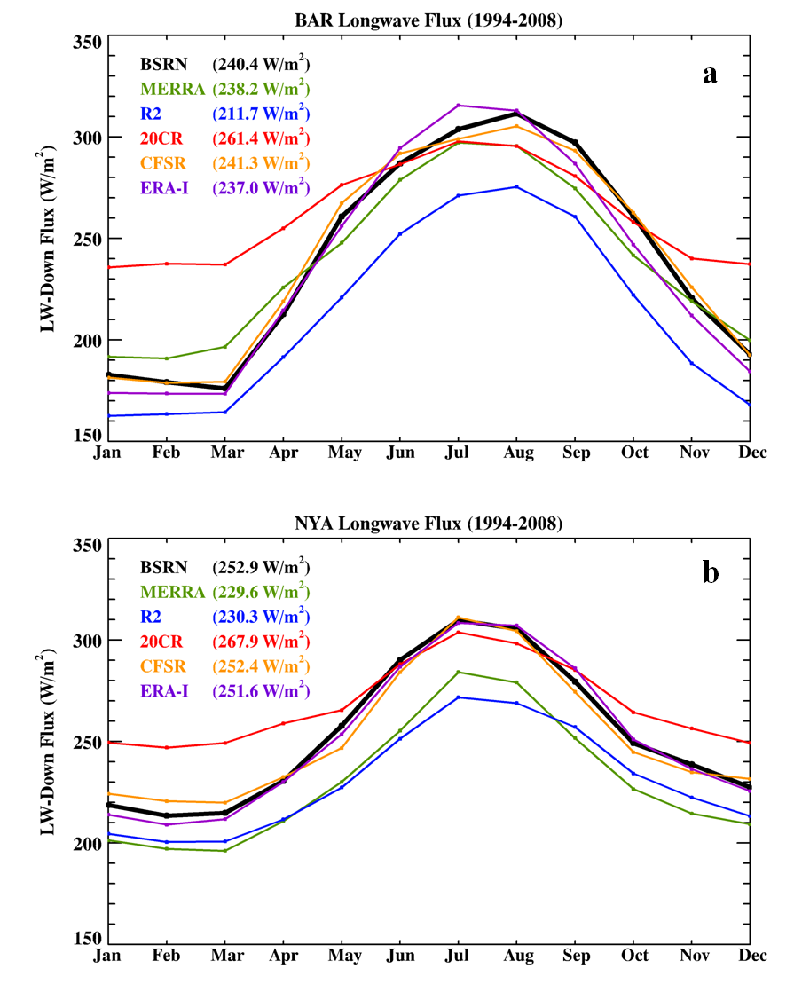 BAR Longwave Flux (1994-2008)
350
300
250
200
150
LW-Down Flux (W/m²)
BSRN (240.4 W/m²)
MERRA (238.2 W/m²)
R2 (211.7 W/m²)
20CR (261.4 W/m²)
CFSR (241.3 W/m²)
ERA-I (237.0 W/m²)
a
Jan Feb Mar Apr May Jun Jul Aug Sep Oct Nov Dec
NYA Longwave Flux (1994-2008)
350
300
250
200
150
LW-Down Flux (W/m²)
BSRN (252.9 W/m²)
MERRA (229.6 W/m²)
R2 (230.3 W/m²)
20CR (267.9 W/m²)
CFSR (252.4 W/m²)
ERA-I (251.6 W/m²)
b
Jan Feb Mar Apr May Jun Jul Aug Sep Oct Nov Dec